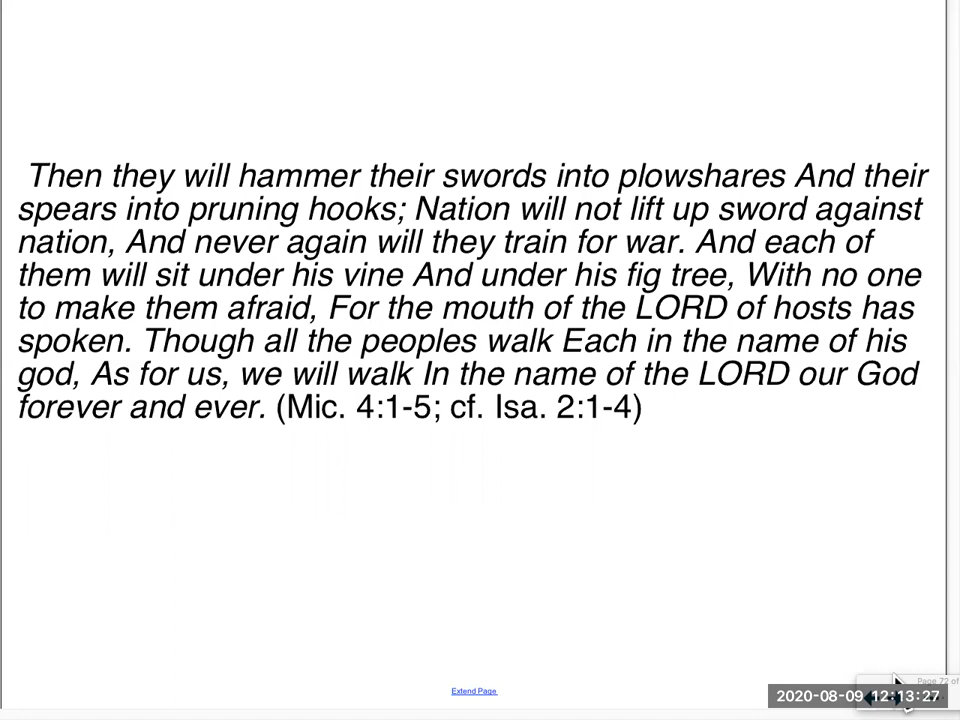 Then they will hammer their swords into plowshares And their
spears into pruning hooks; Nation will not lift up sword against
nation, And never again will they train for war. And each of
them will sit under his vine And under his fig tree, With no one
to make them afraid, For the mouth of the LORD of hosts has
spoken. Though all the peoples walk Each in the name of his
god, As for us, we will walk In the name of the LORD our God
forever and ever. (Mic. 4:1-5; cf. Isa. 2:1-4)
Page 72 of
Extend Page
2020-08-09 12:13:27